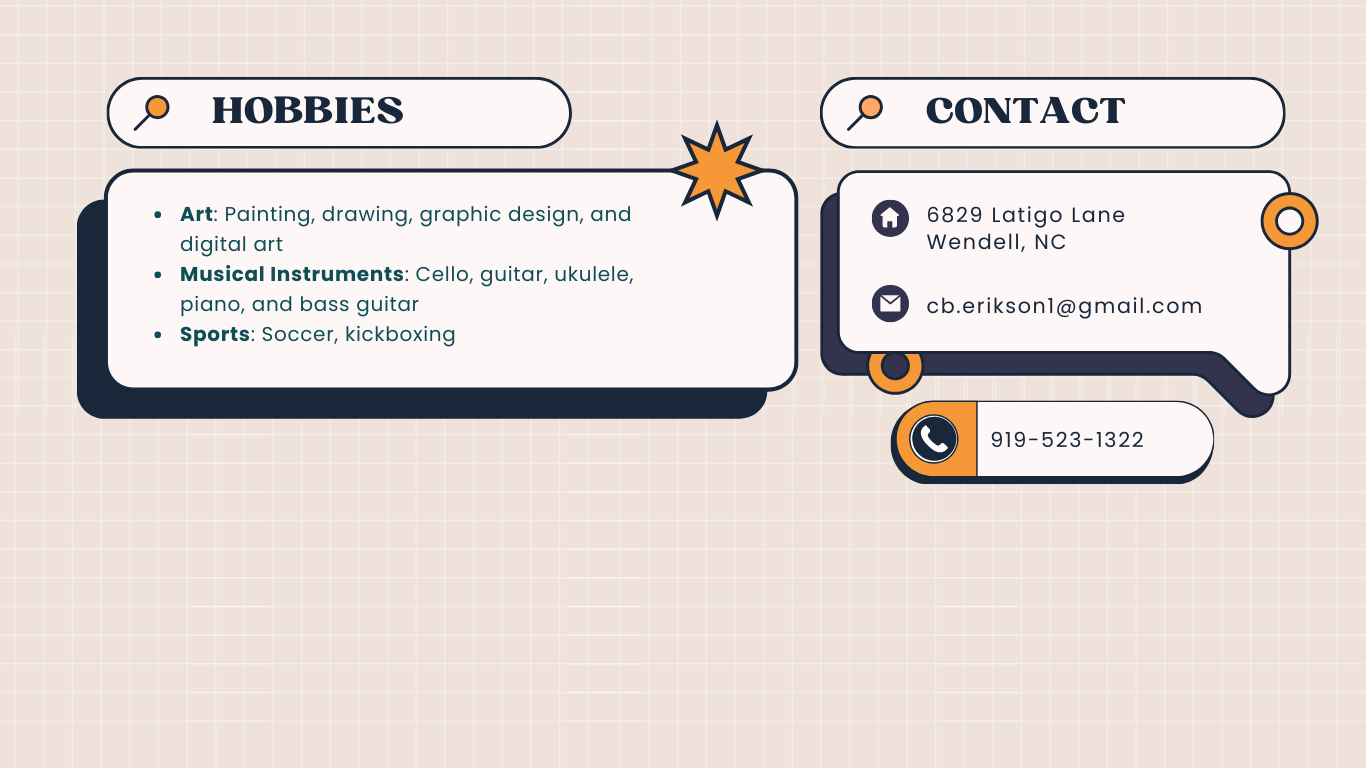 HOBBIES
• Art: Painting, drawing, graphic design, and
digital art
• Musical Instruments: Cello, guitar, ukulele,
piano, and bass guitar
• Sports: Soccer, kickboxing
CONTACT
6829 Latigo Lane
Wendell, NC
cb.erikson1@gmail.com
919-523-1322